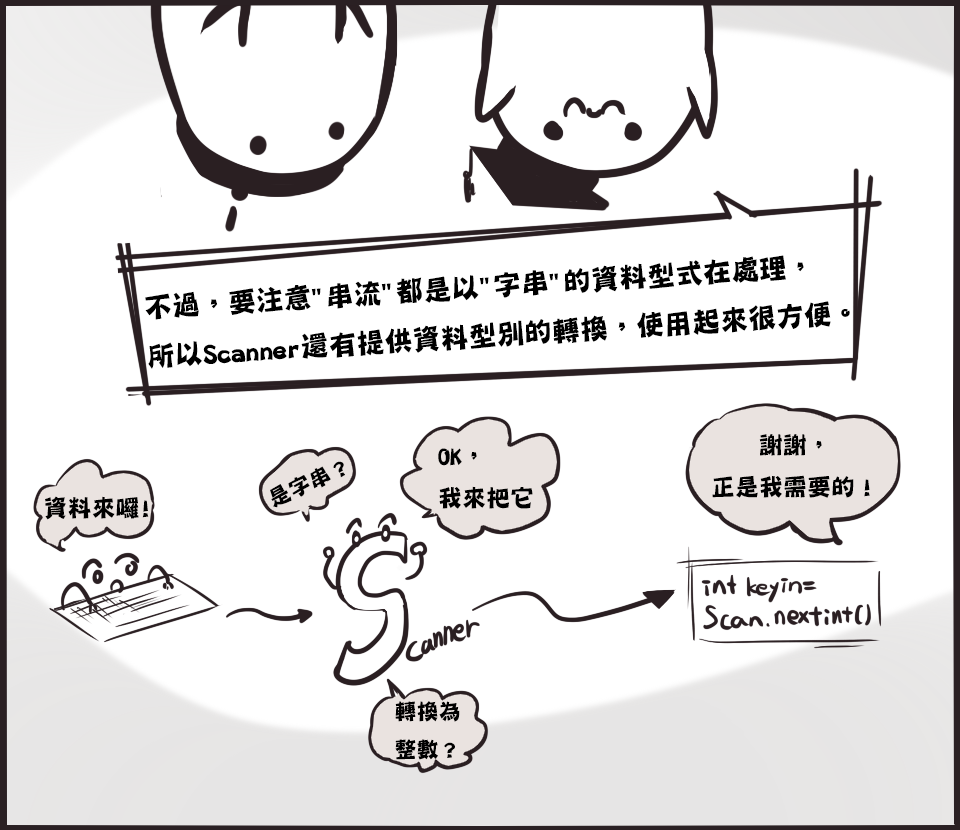 不過，要注意"串流"都是以"字串"的資料型式在處理，
所以Scanner還有提供資料型別的轉換，使用起來很方便。
資料來囉!
是字串？
OK，
我來把它
Scanner
轉換為
整數？
謝謝，
正是我需要的！
int keyin=
Scan.nextint()